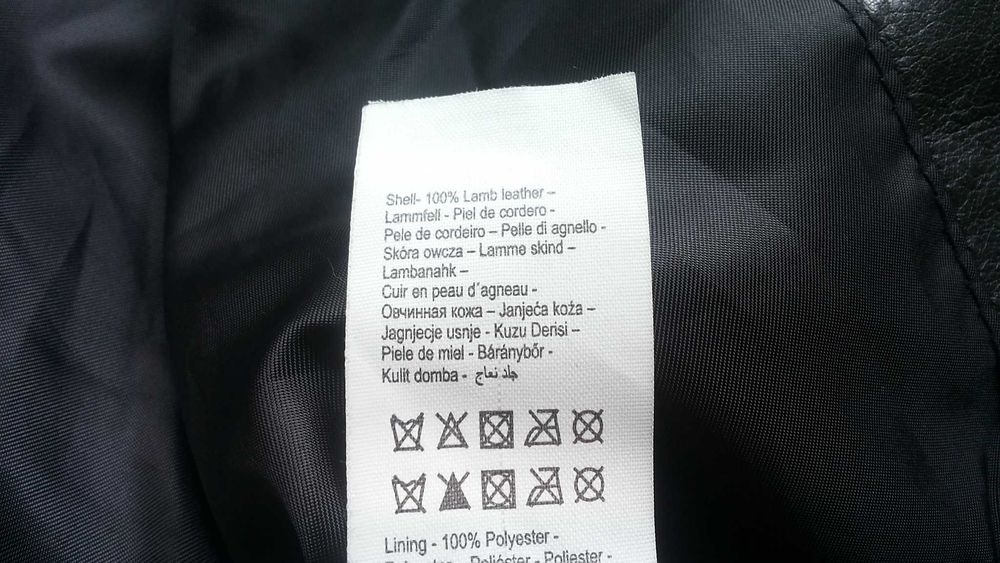 Shell- 100% Lamb leather –
Lammfell - Piel de cordero -
Pele de cordeiro – Pelle di agnello -
Skóra owcza – Lamme skind –
Lambanahk –
Cuir en peau d´agneau -
Овчинная кожа – Janjeća koža –
Jagnjecje usnje - Kuzu Derisi –
Piele de miel - Báránybőr -
Kulit domba - جلد نعاج
Lining - 100% Polyester -
Poliéster - Poliester -